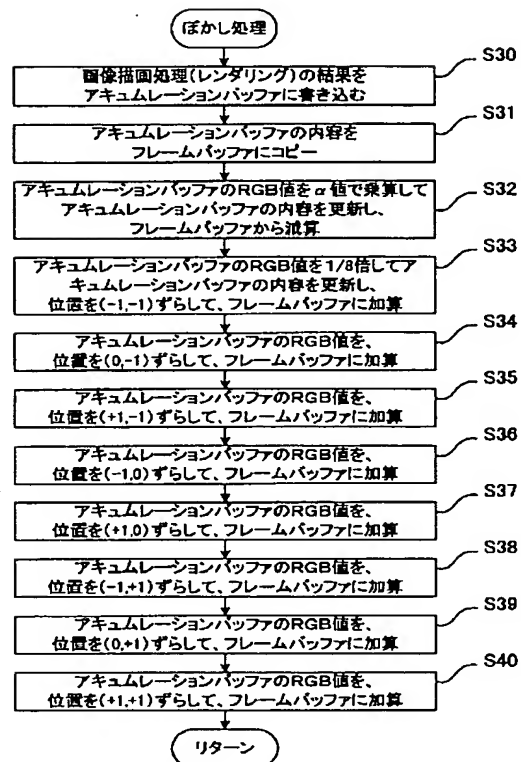 ぼかし処理
S30
画像描画処理(レンダリング)の結果を
アキュムレーションバッファに書き込む
S31
アキュムレーションバッファの内容を
フレームバッファにコピー
S32
アキュムレーションバッファのRGB値をα値で乗算して
アキュムレーションバッファの内容を更新し、
フレームバッファから減算
S33
アキュムレーションバッファのRGB値を1/8倍してア
キュムレーションバッファの内容を更新し、
位置を(-1,-1)ずらして、フレームバッファに加算
S34
アキュムレーションバッファのRGB値を、
位置を(0,-1)ずらして、フレームバッファに加算
S35
アキュムレーションバッファのRGB値を、
位置を(+1,-1)ずらして、フレームバッファに加算
S36
アキュムレーションバッファのRGB値を、
位置を(-1,0)ずらして、フレームバッファに加算
S37
アキュムレーションバッファのRGB値を、
位置を(+1,0)ずらして、フレームバッファに加算
S38
アキュムレーションバッファのRGB値を、
位置を(-1,+1)ずらして、フレームバッファに加算
S39
アキュムレーションバッファのRGB値を、
位置を(0,+1)ずらして、フレームバッファに加算
S40
アキュムレーションバッファのRGB値を、
位置を(+1,+1)ずらして、フレームバッファに加算
リターン